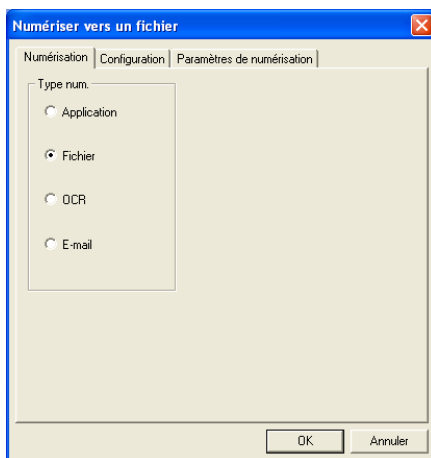 Numériser vers un fichier
Numérisation Configuration Paramètres de numérisation
Type num.
Application
Fichier
OCR
E-mail
OK Annuler